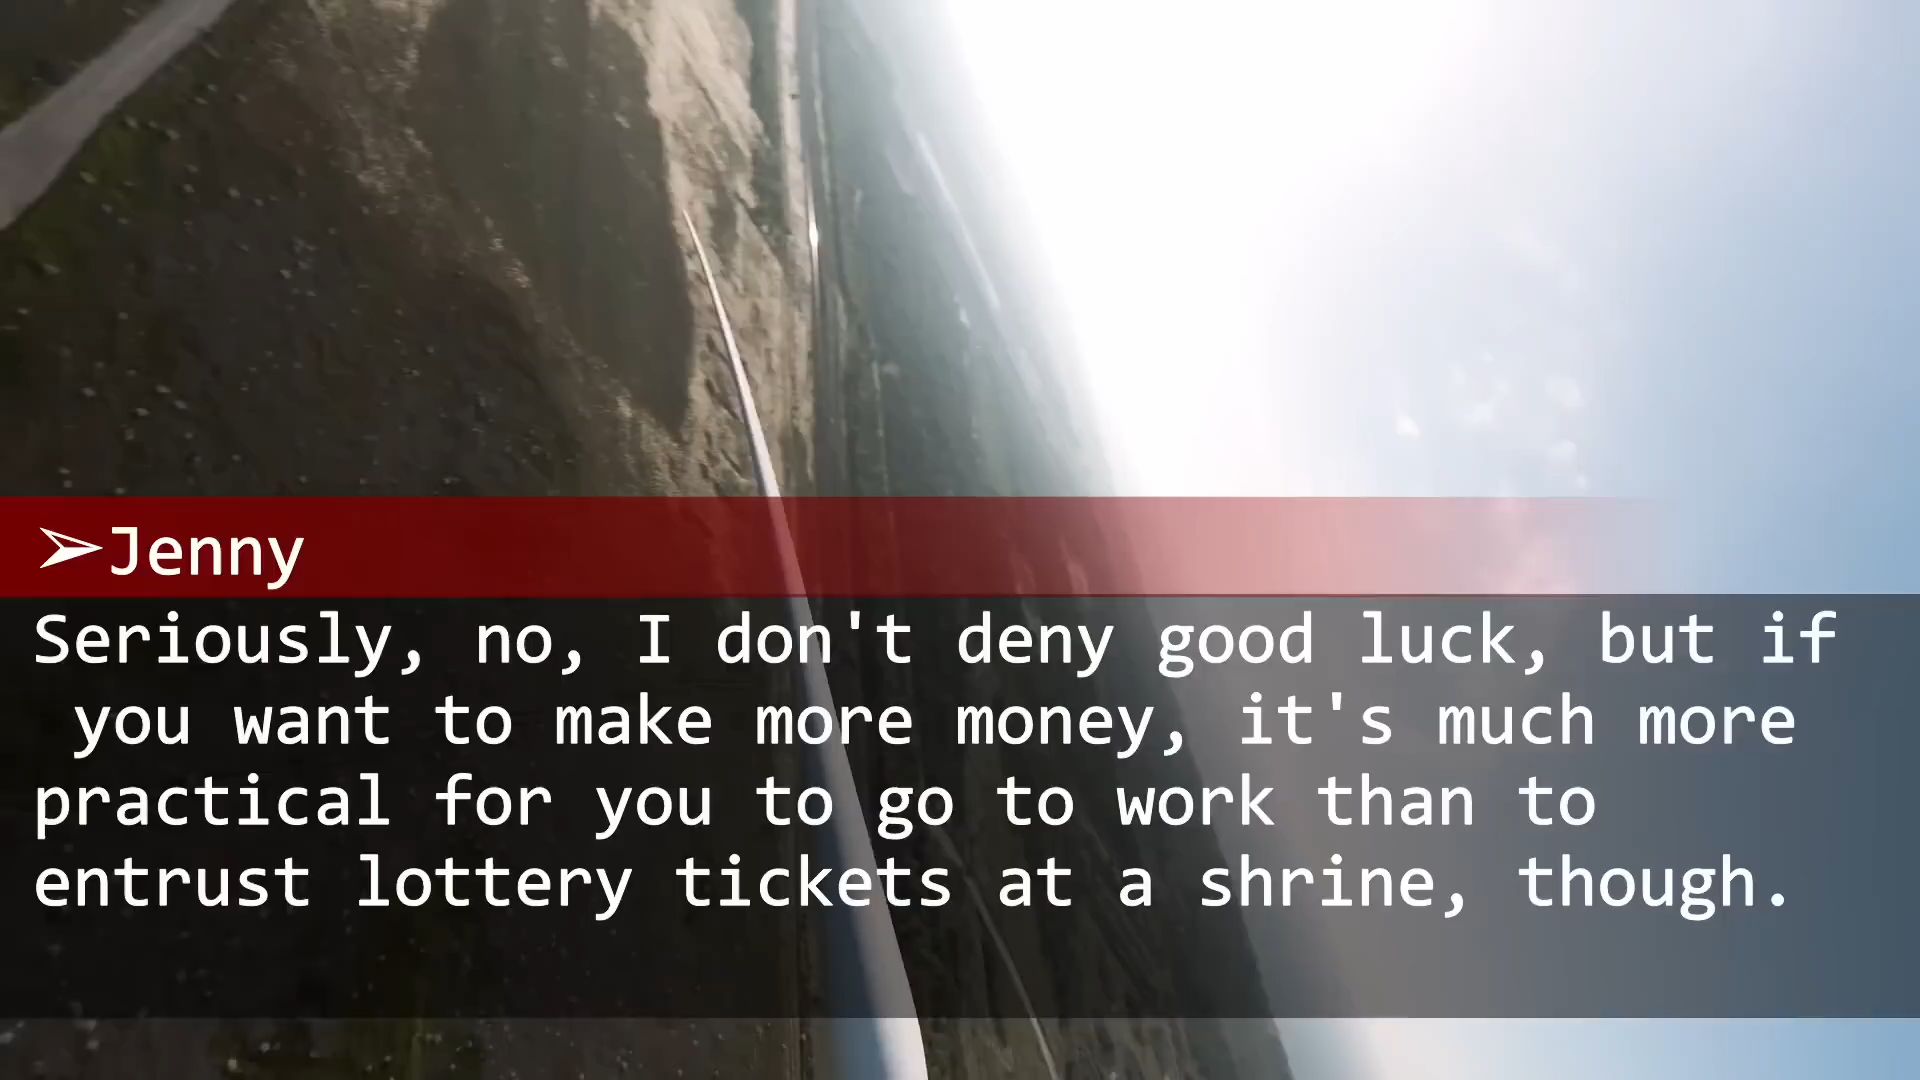 ➢Jenny
Seriously, no, I don't deny good luck, but if
you want to make more money, it's much more
practical for you to go to work than to
entrust lottery tickets at a shrine, though.